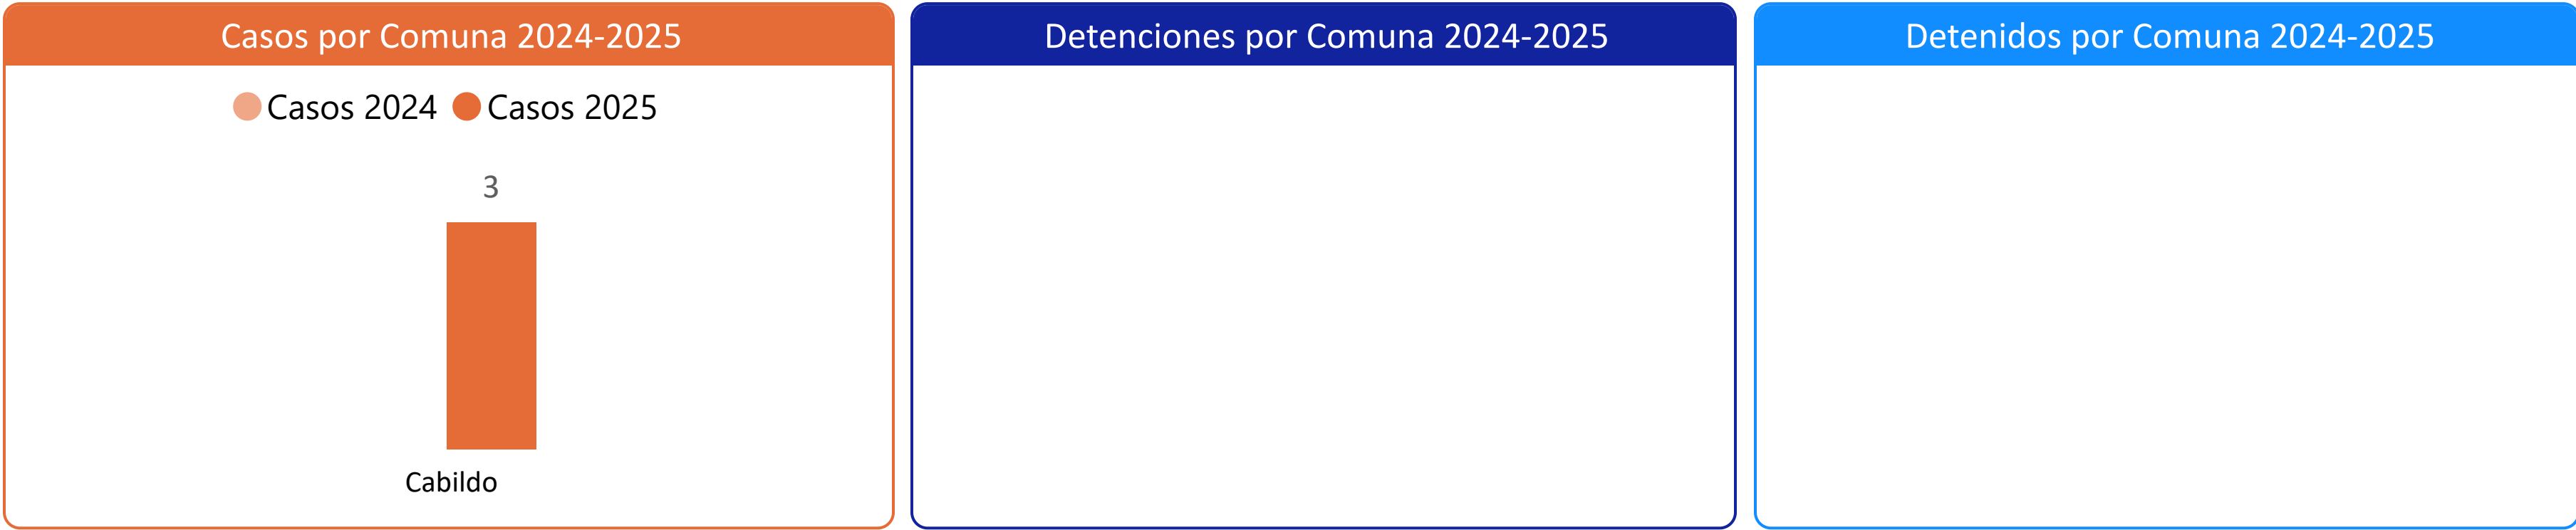 Casos por Comuna 2024-2025
Casos 2024 Casos 2025
3
Cabildo
Detenciones por Comuna 2024-2025
Detenidos por Comuna 2024-2025